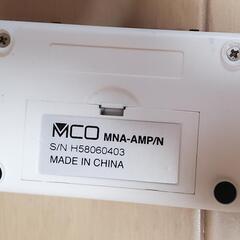 MCO MNA-AMP/N
S/N H58060403
MADE IN CHINA